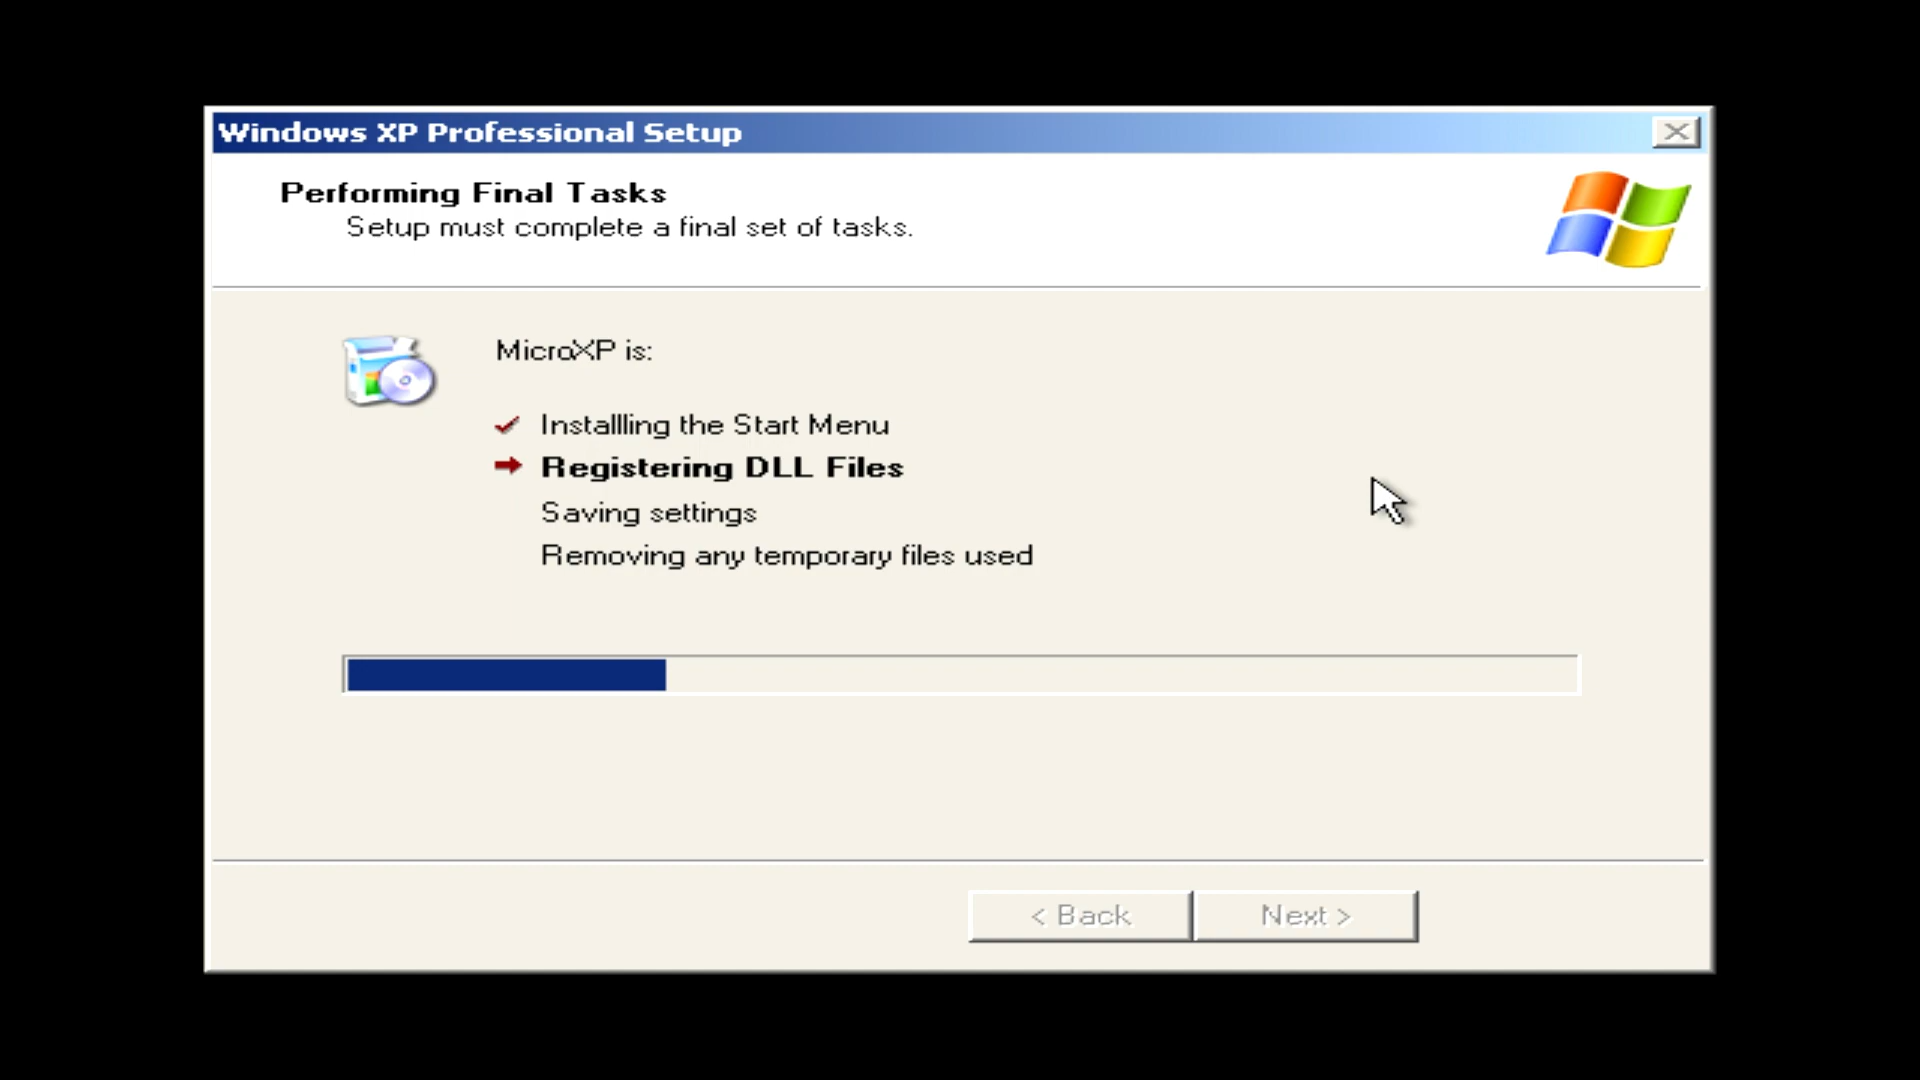 Windows XP Professional Setup
Performing Final Tasks
Setup must complete a final set of tasks.
MicroXP is:
Installling the Start Menu
Registering DLL Files
Saving settings
Removing any temporary files used
< Back
Next >